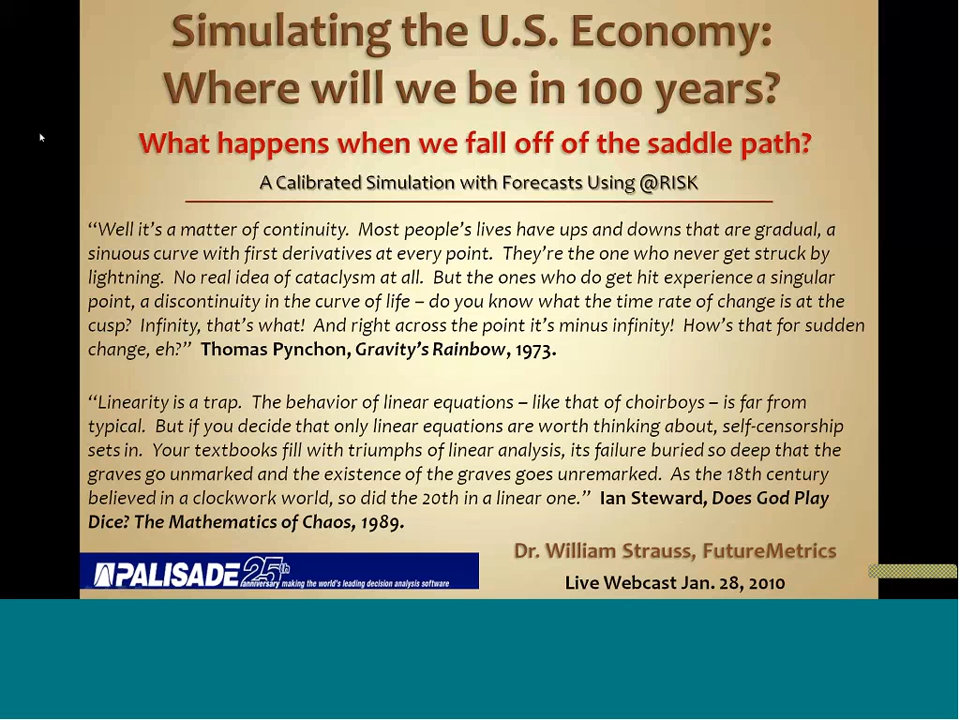 Simulating the U.S. Economy:
Where will we be in 100 years?
What happens when we fall off of the saddle path?
A Calibrated Simulation with Forecasts Using @RISK
“Well it’s a matter of continuity.  Most people’s lives have ups and downs that are gradual, a
sinuous curve with first derivatives at every point.  They’re the one who never get struck by
lightning.  No real idea of cataclysm at all.  But the ones who do get hit experience a singular
point, a discontinuity in the curve of life – do you know what the time rate of change is at the
cusp?  Infinity, that’s what!  And right across the point it’s minus infinity!  How’s that for sudden
change, eh?”  Thomas Pynchon, Gravity’s Rainbow, 1973.
“Linearity is a trap.  The behavior of linear equations – like that of choirboys – is far from
typical.  But if you decide that only linear equations are worth thinking about, self-censorship
sets in.  Your textbooks fill with triumphs of linear analysis, its failure buried so deep that the
graves go unmarked and the existence of the graves goes unremarked.  As the 18th century
believed in a clockwork world, so did the 20th in a linear one.”  Ian Steward, Does God Play
Dice? The Mathematics of Chaos, 1989.
Dr. William Strauss, FutureMetrics
PALISADE 25th anniversary making the world's leading decision analysis software
Live Webcast Jan. 28, 2010